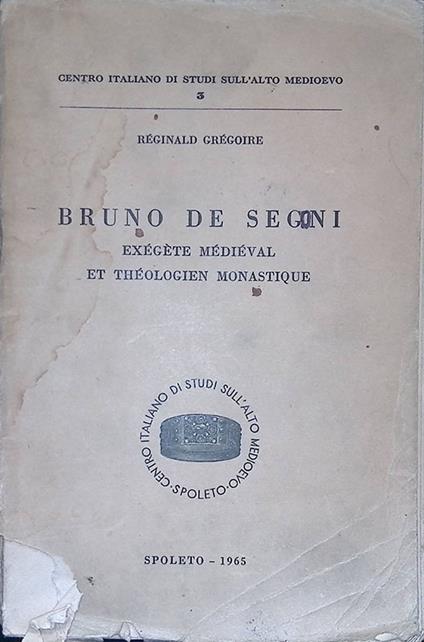 CENTRO ITALIANO DI STUDI SULL'ALTO MEDIOEVO
3
RÉGINALD GRÉGOIRE
BRUNO DE SEGNI
EXÉGÈTE MÉDIÉVAL
ET THÉOLOGIEN MONASTIQUE
CENTRO ITALIANO DI STUDI SULL'ALTO MEDIOEVO · SPOLETO ·
SPOLETO - 1965